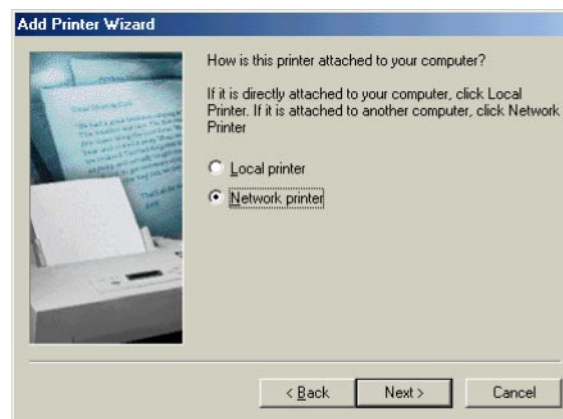 Add Printer Wizard
How is this printer attached to your computer?
If it is directly attached to your computer, click Local
Printer. If it is attached to another computer, click Network
Printer
Local printer
Network printer
< Back
Next >
Cancel